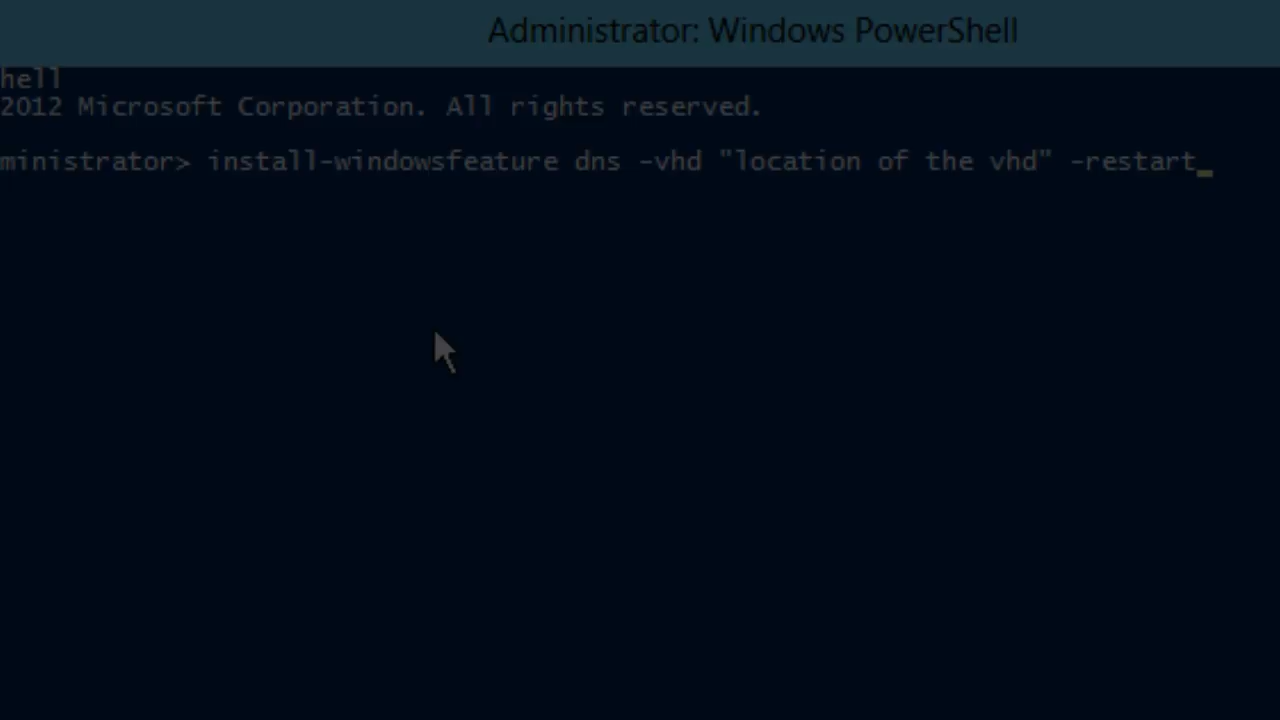 Administrator: Windows PowerShell
hell
2012 Microsoft Corporation. All rights reserved.
ministrator> install-windowsfeature dns -vhd "location of the vhd" -restart_